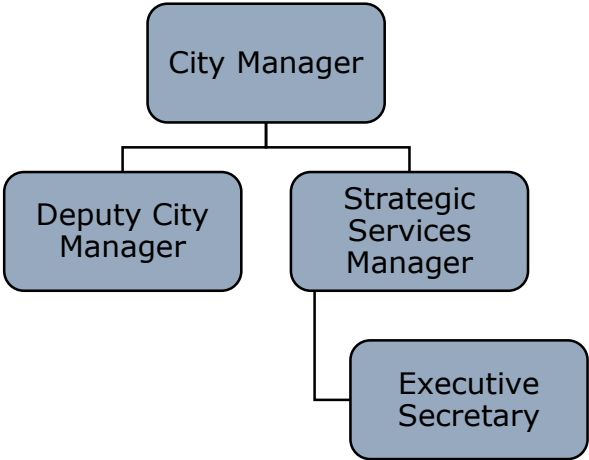 City Manager
Deputy City
Manager
Strategic
Services
Manager
Executive
Secretary